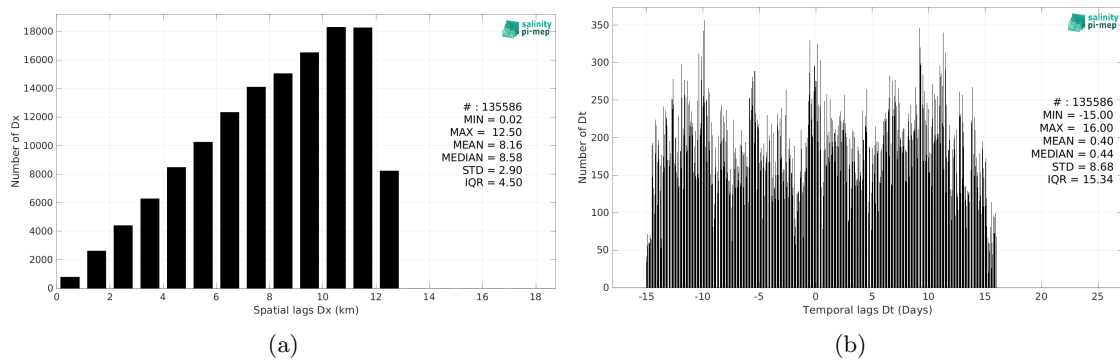 18000
16000
14000
12000
10000
8000
6000
4000
2000
0
Number of Dx
0 2 4 6 8 10 12 14 16 18
Spatial lags Dx (km)
salinity
pi-mep
# : 135586
MIN = 0.02
MAX = 12.50
MEAN = 8.16
MEDIAN = 8.58
STD = 2.90
IQR = 4.50
(a)
350
300
250
200
150
100
50
0
Number of Dt
-15 -10 -5 0 5 10 15 20 25
Temporal lags Dt (Days)
salinity
pi-mep
# : 135586
MIN = -15.00
MAX = 16.00
MEAN = 0.40
MEDIAN = 0.44
STD = 8.68
IQR = 15.34
(b)